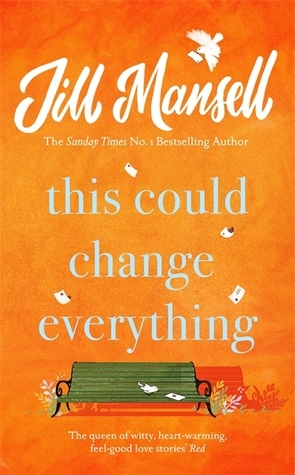 Jill Mansell
The Sunday Times No. 1 Bestselling Author
this could
change
everything
'The queen of witty, heart-warming,
feel-good love stories' Red